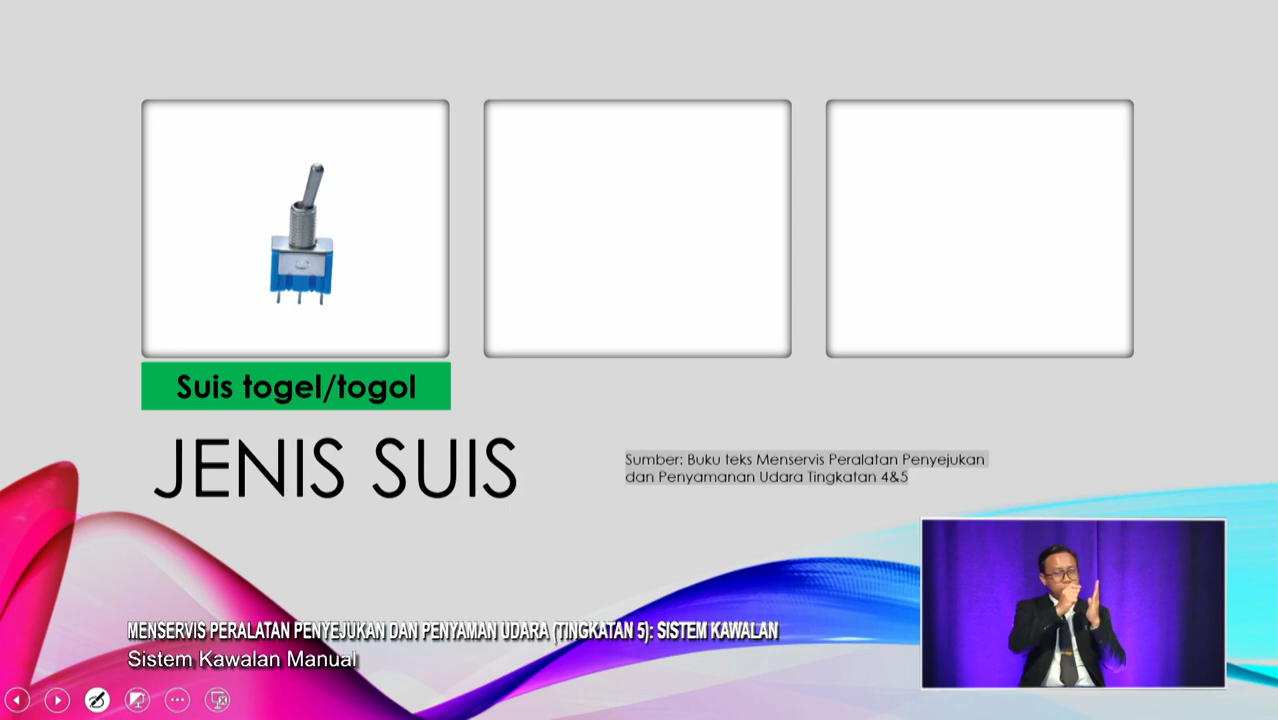 Suis togel/togol
JENIS SUIS
Sumber: Buku teks Menservis Peralatan Penyejukan
dan Penyamanan Udara Tingkatan 4&5
MENSERVIS PERALATAN PENYEJUKAN DAN PENYAMAN UDARA (TINGKATAN 5): SISTEM KAWALAN
Sistem Kawalan Manual